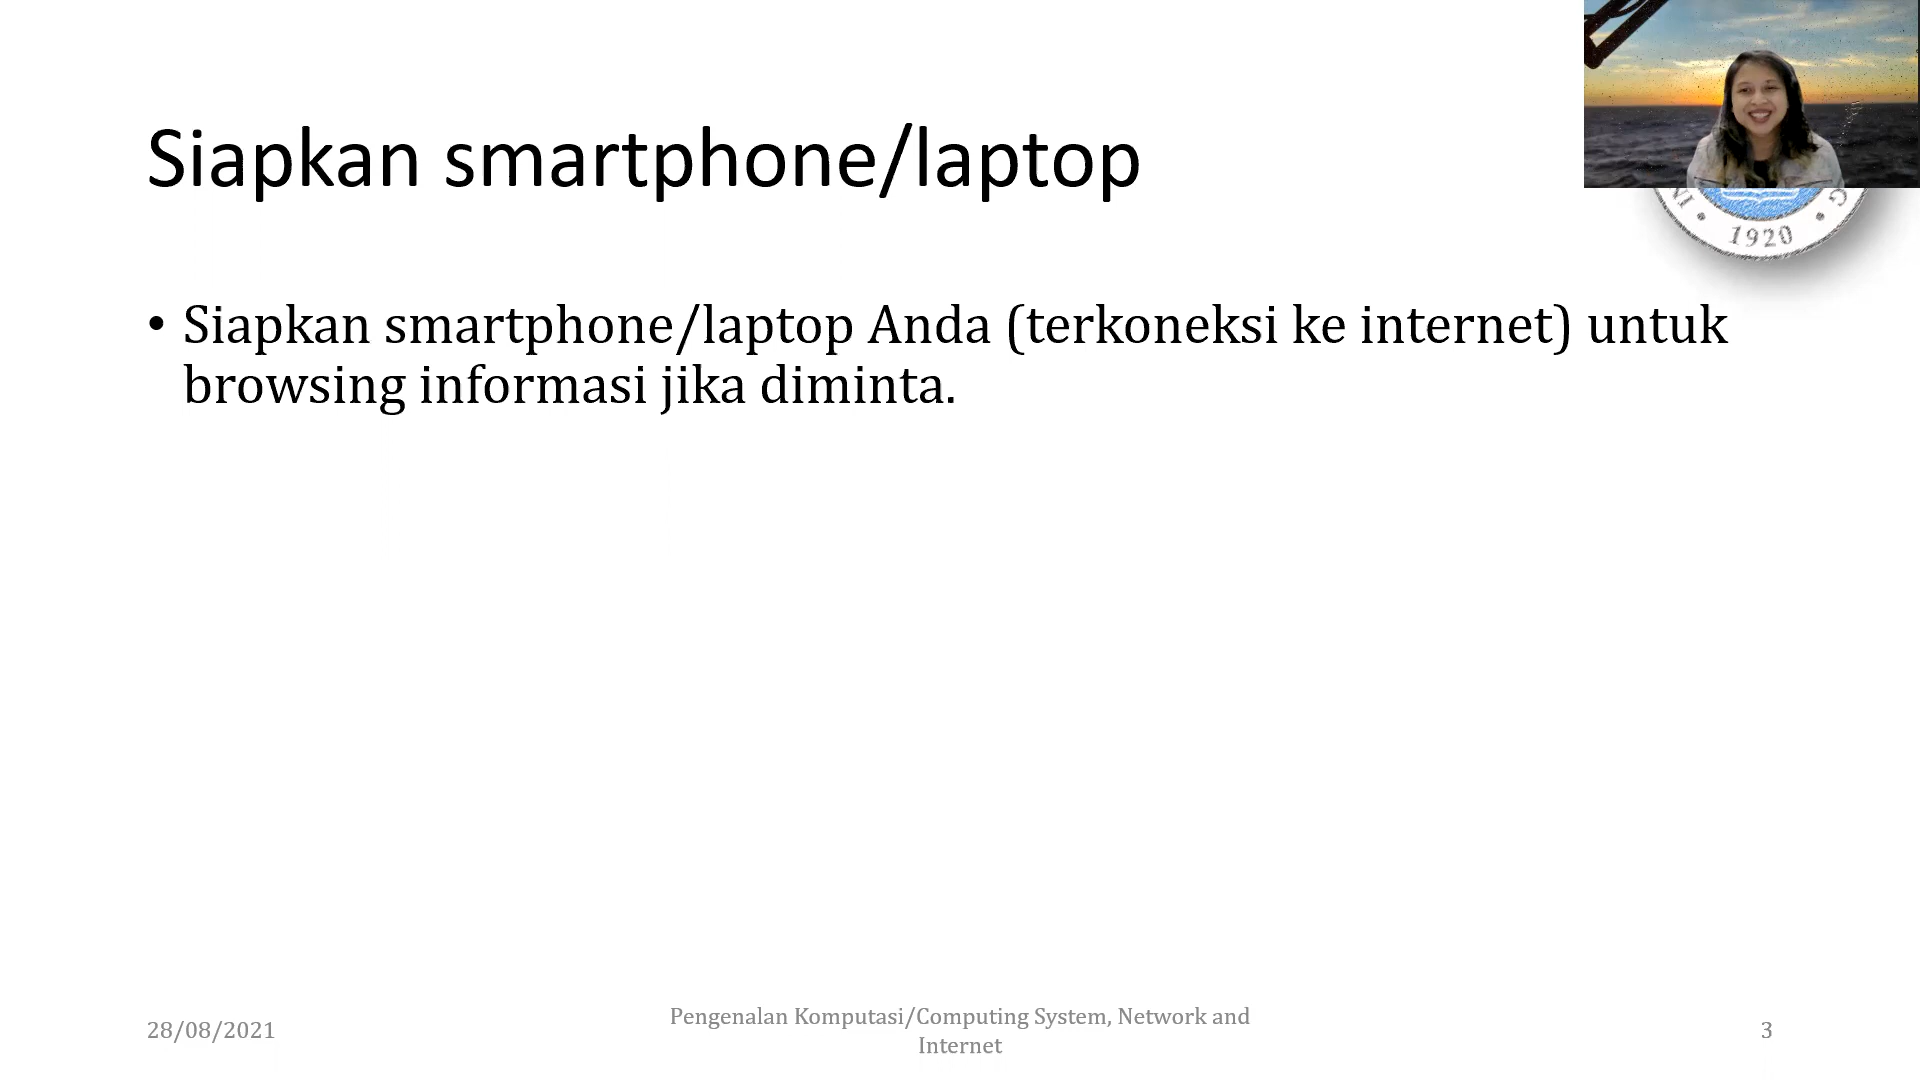 Siapkan smartphone/laptop
1920
• Siapkan smartphone/laptop Anda (terkoneksi ke internet) untuk
browsing informasi jika diminta.
28/08/2021
Pengenalan Komputasi/Computing System, Network and
Internet
3